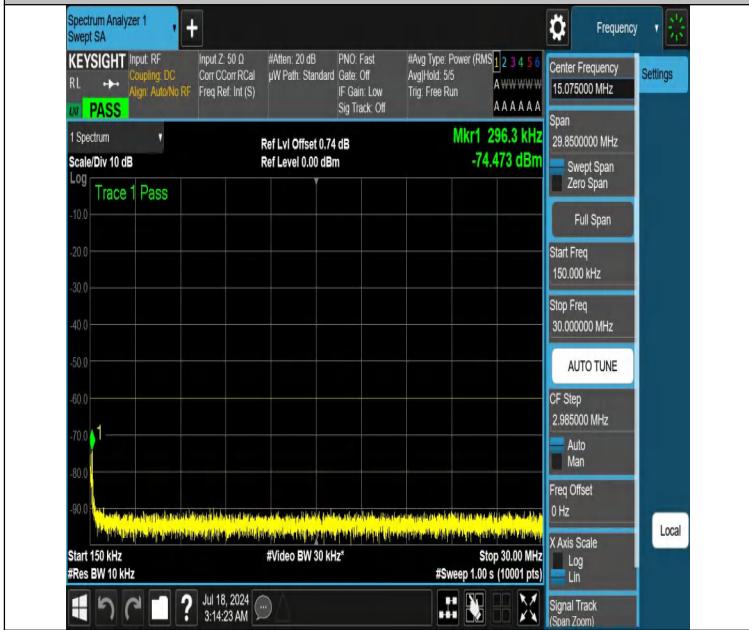 Spectrum Analyzer 1
Swept SA
+
Frequency
KEYSIGHT
RL
PASS
Input: RF
Coupling: DC
Align: Auto/No RF
Input Z: 50 Ω
Corr CCorr RCal
Freq Ref: Int (S)
#Atten: 20 dB
µW Path: Standard
PNO: Fast
Gate: Off
IF Gain: Low
Sig Track: Off
#Avg Type: Power (RMS
Avg|Hold: 5/5
Trig: Free Run
1 2 3 4 5 6
A W W W W W
A A A A A A
1 Spectrum
Scale/Div 10 dB
Log
Ref Lvl Offset 0.74 dB
Ref Level 0.00 dBm
Mkr1 296.3 kHz
-74.473 dBm
Trace 1 Pass
-10.0
-20.0
-30.0
-40.0
-50.0
-60.0
-70.0
-80.0
-90.0
1
Start 150 kHz
#Res BW 10 kHz
#Video BW 30 kHz*
Stop 30.00 MHz
#Sweep 1.00 s (10001 pts)
?
Jul 18, 2024
3:14:23 AM
Center Frequency
15.075000 MHz
Settings
Span
29.8500000 MHz
Swept Span
Zero Span
Full Span
Start Freq
150.000 kHz
Stop Freq
30.000000 MHz
AUTO TUNE
CF Step
2.985000 MHz
Auto
Man
Freq Offset
0 Hz
X Axis Scale
Log
Lin
Local
Signal Track
(Span Zoom)